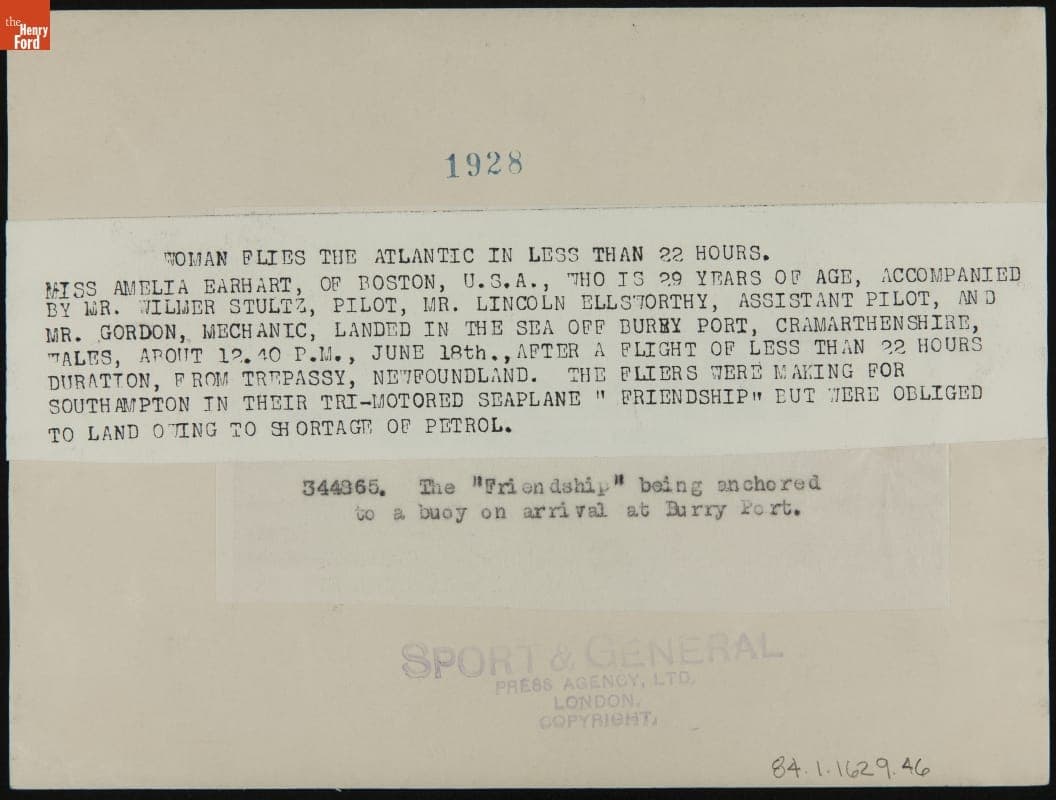 the
Henry
Ford
1928
WOMAN FLIES THE ATLANTIC IN LESS THAN 22 HOURS.
MISS AMELIA EARHART, OF BOSTON, U.S.A., WHO IS 29 YEARS OF AGE, ACCOMPANIED
BY MR. WILMER STULTZ, PILOT, MR. LINCOLN ELLSWORTHY, ASSISTANT PILOT, AND
MR. GORDON, MECHANIC, LANDED IN THE SEA OFF BURRY PORT, CRAMARTHENSHIRE,
WALES, ABOUT 12.40 P.M., JUNE 18th., AFTER A FLIGHT OF LESS THAN 22 HOURS
DURATION, FROM TREPASSY, NEWFOUNDLAND. THE FLIERS WERE MAKING FOR
SOUTHAMPTON IN THEIR TRI-MOTORED SEAPLANE " FRIENDSHIP" BUT WERE OBLIGED
TO LAND OWING TO SHORTAGE OF PETROL.
344865. The "Friendship" being anchored
to a buoy on arrival at Burry Port.
SPORT & GENERAL
PRESS AGENCY, LTD.
LONDON.
COPYRIGHT.
84.1.1629.46